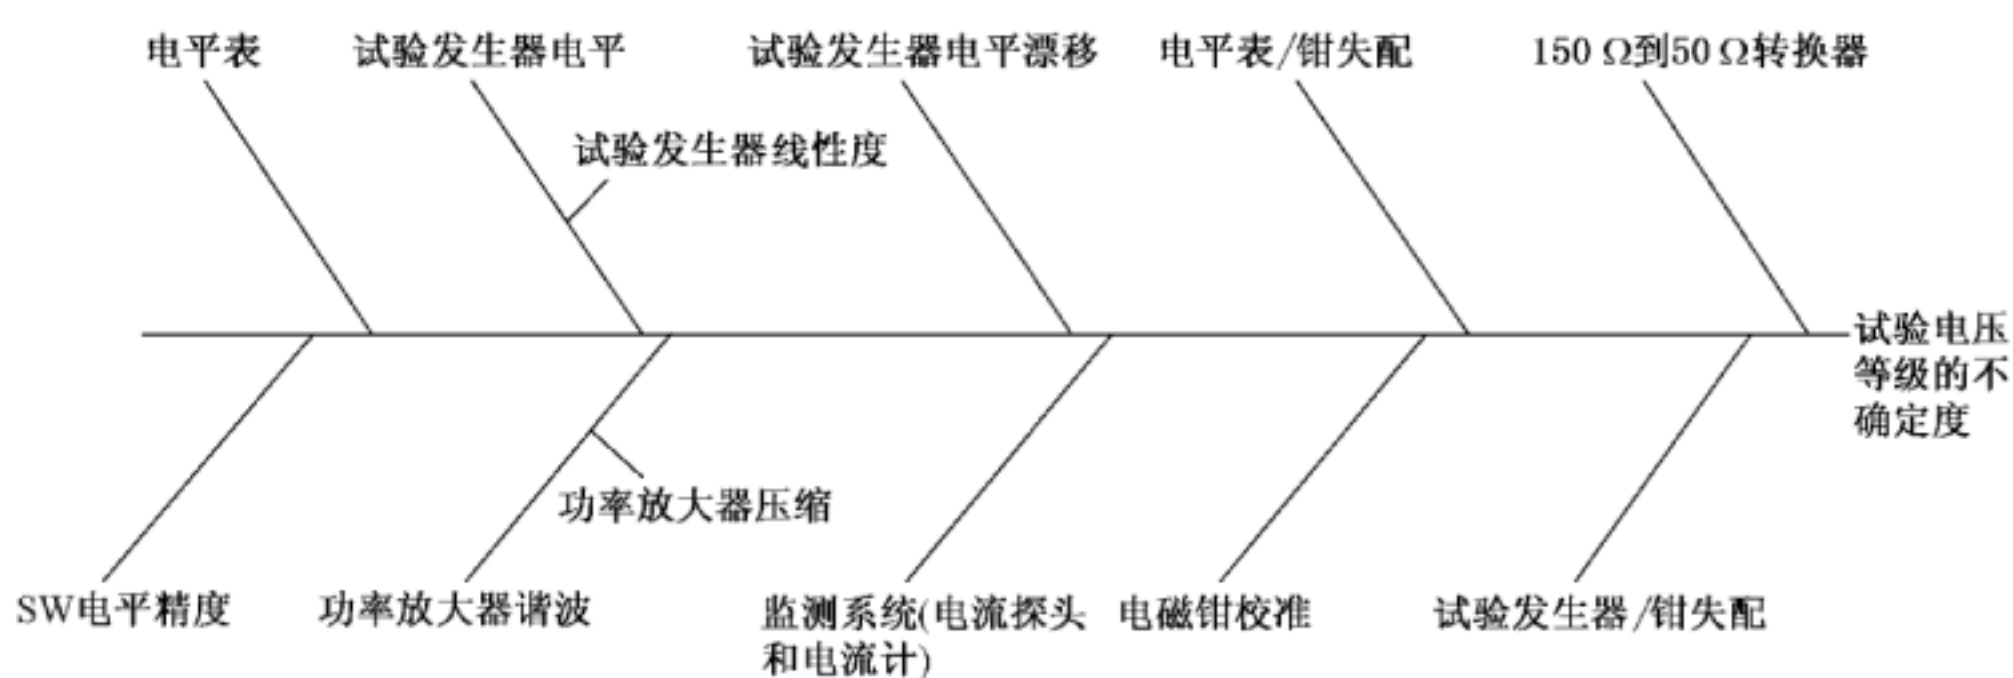 电平表
试验发生器电平
试验发生器电平漂移
电平表/钳失配
150 Ω到50 Ω转换器
试验发生器线性度
试验电压
等级的不
确定度
功率放大器压缩
SW电平精度
功率放大器谐波
监测系统(电流探头
和电流计)
电磁钳校准
试验发生器/钳失配